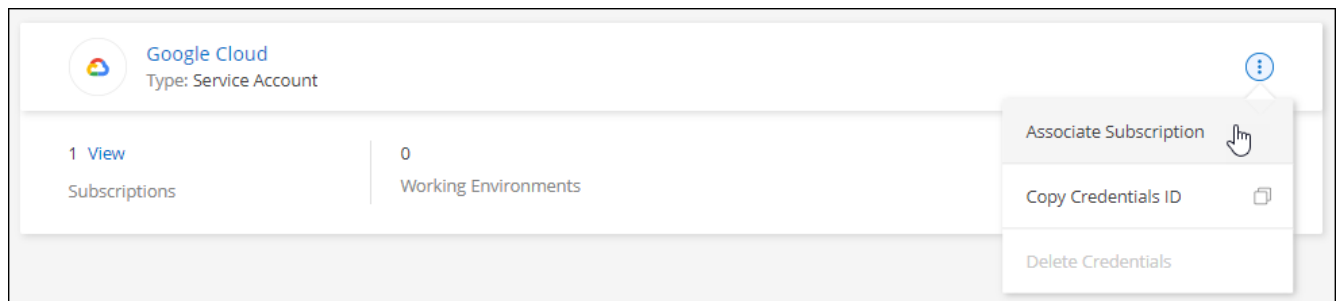 Google Cloud
Type: Service Account
Associate Subscription
1 View
0
Subscriptions
Working Environments
Copy Credentials ID
Delete Credentials